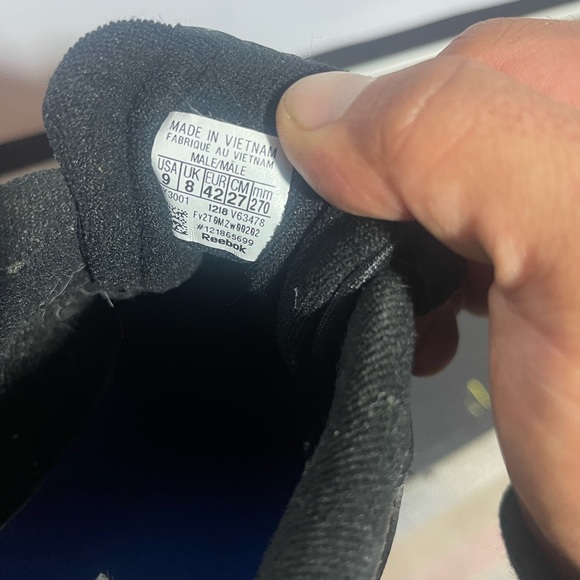 MADE IN VIETNAM
FABRIQUE AU VIETNAM
MALE/MÂLE
USA UK EUR CM mm
9 8 42 27 270
1218 V63478
#121865699
Reebok